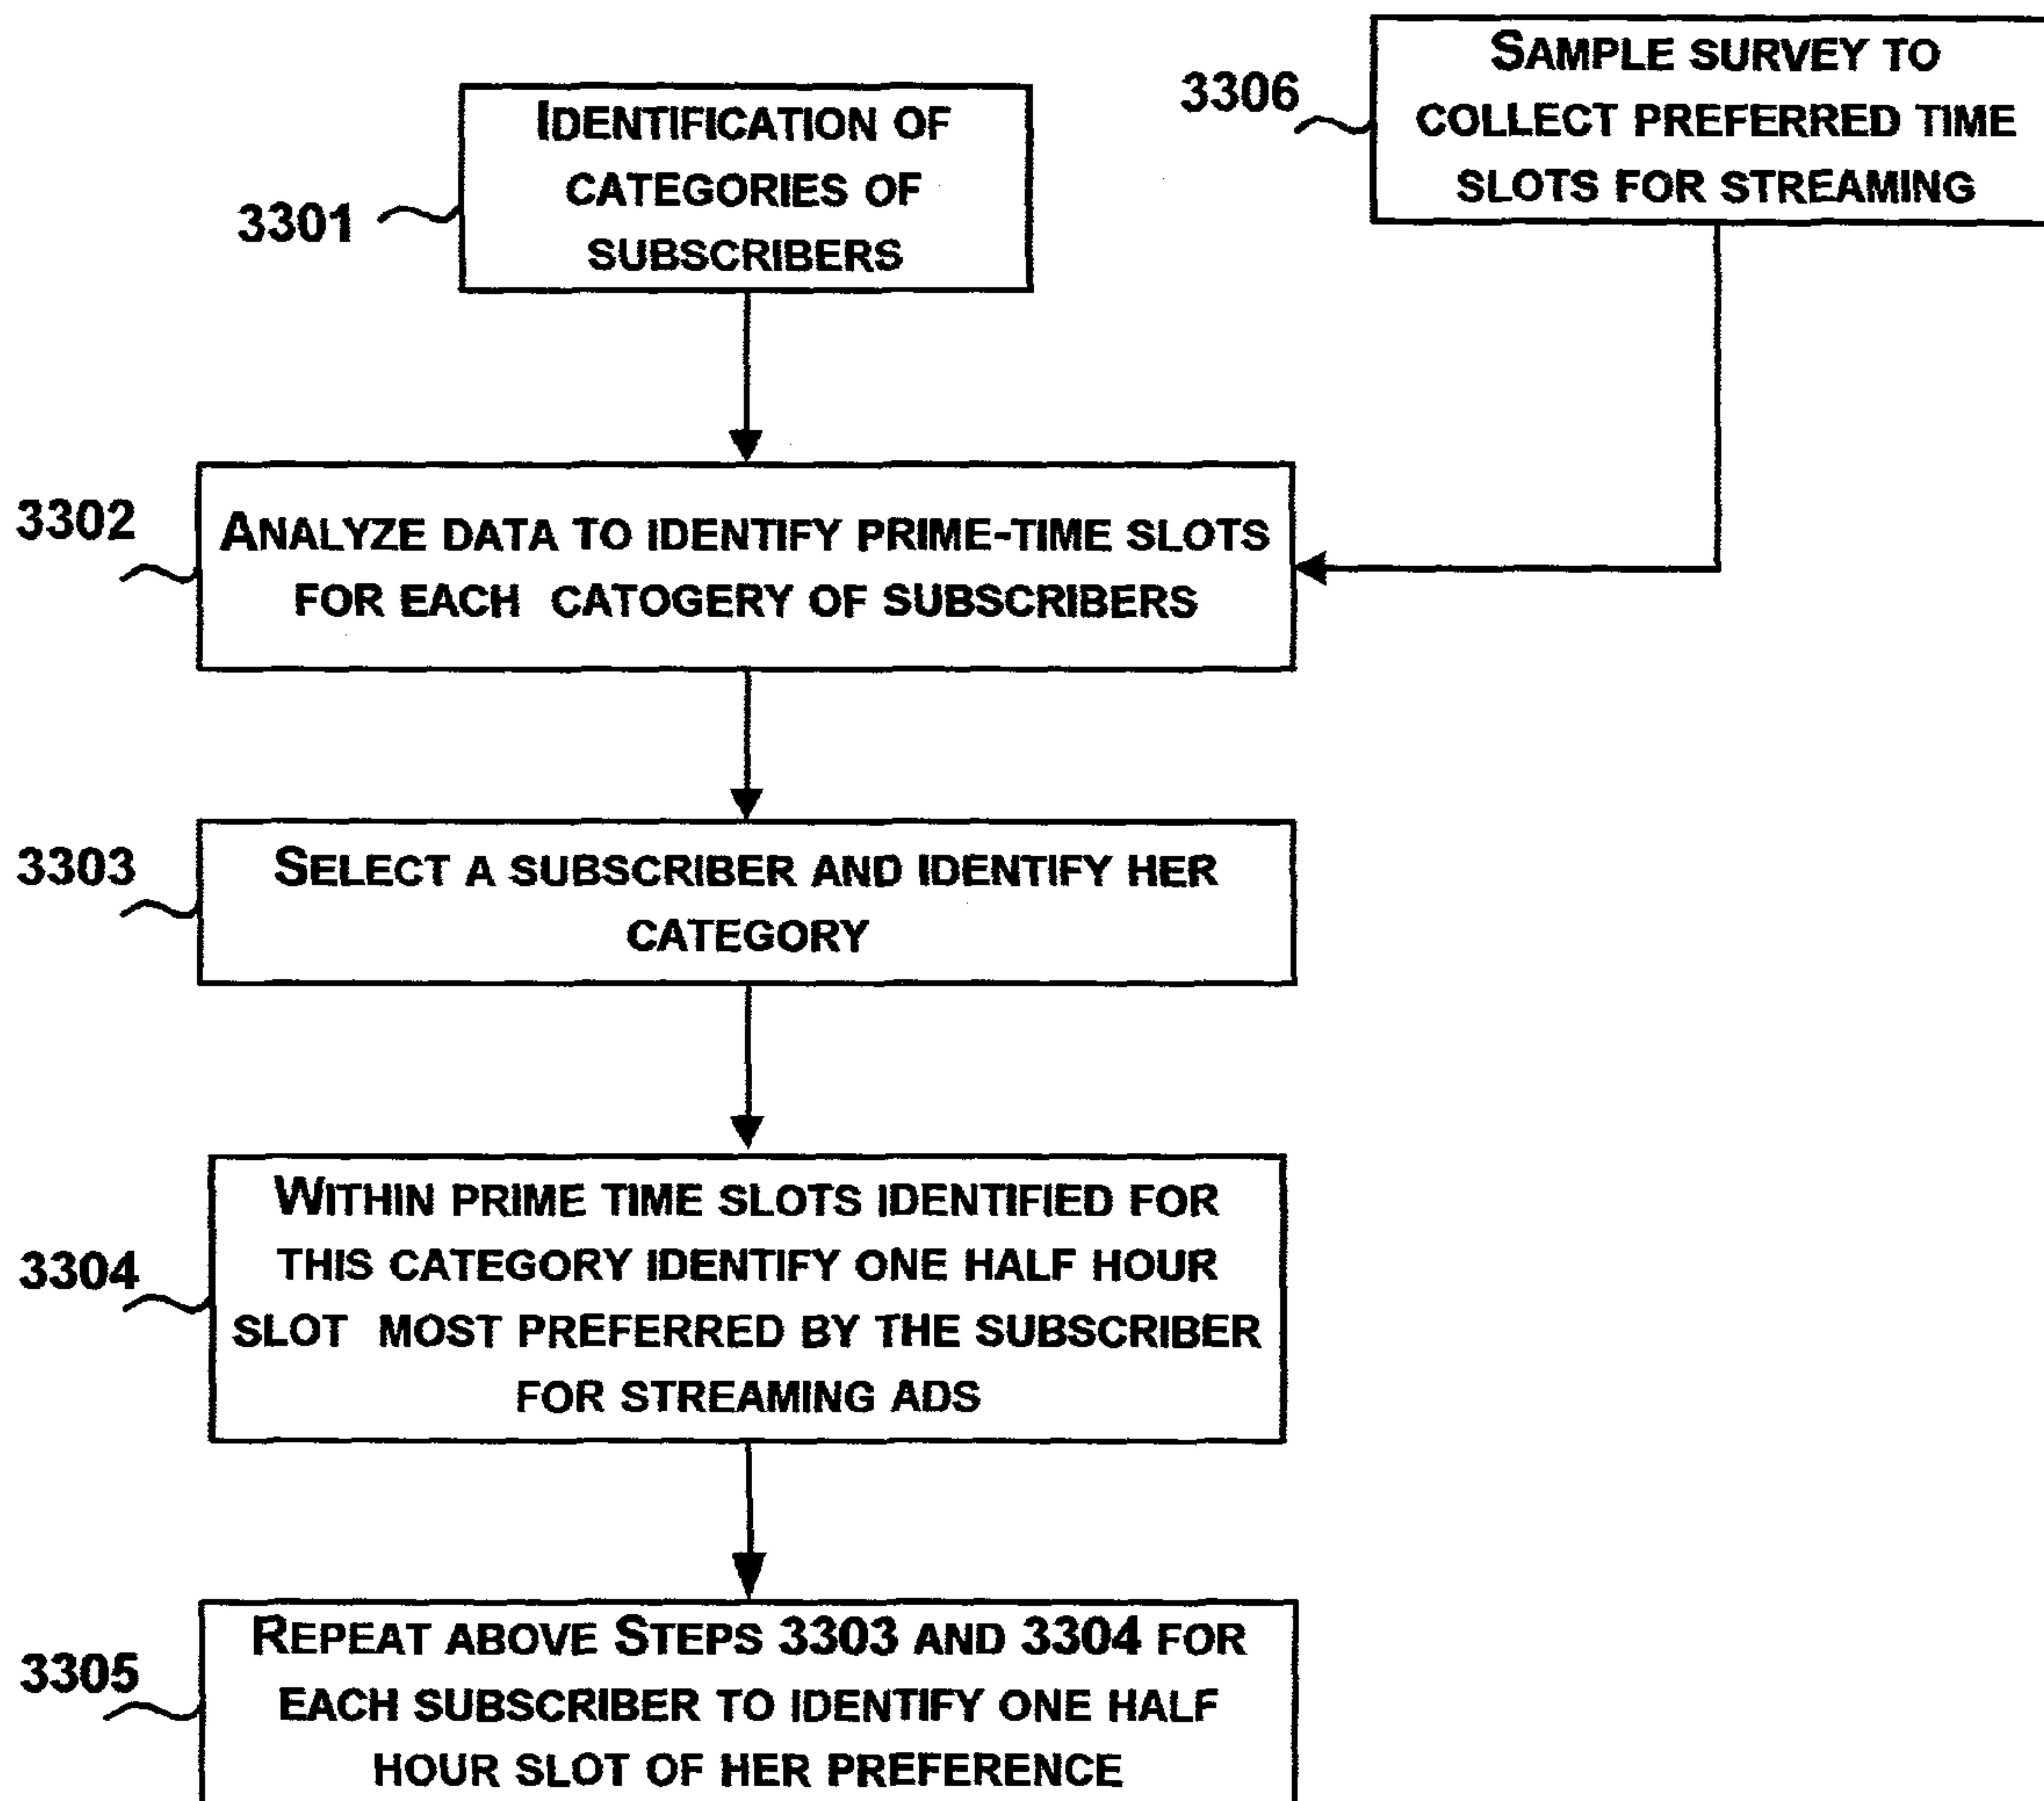 3301
IDENTIFICATION OF
CATEGORIES OF
SUBSCRIBERS
3306
SAMPLE SURVEY TO
COLLECT PREFERRED TIME
SLOTS FOR STREAMING
3302
ANALYZE DATA TO IDENTIFY PRIME-TIME SLOTS
FOR EACH CATOGERY OF SUBSCRIBERS
3303
SELECT A SUBSCRIBER AND IDENTIFY HER
CATEGORY
3304
WITHIN PRIME TIME SLOTS IDENTIFIED FOR
THIS CATEGORY IDENTIFY ONE HALF HOUR
SLOT MOST PREFERRED BY THE SUBSCRIBER
FOR STREAMING ADS
3305
REPEAT ABOVE STEPS 3303 AND 3304 FOR
EACH SUBSCRIBER TO IDENTIFY ONE HALF
HOUR SLOT OF HER PREFERENCE